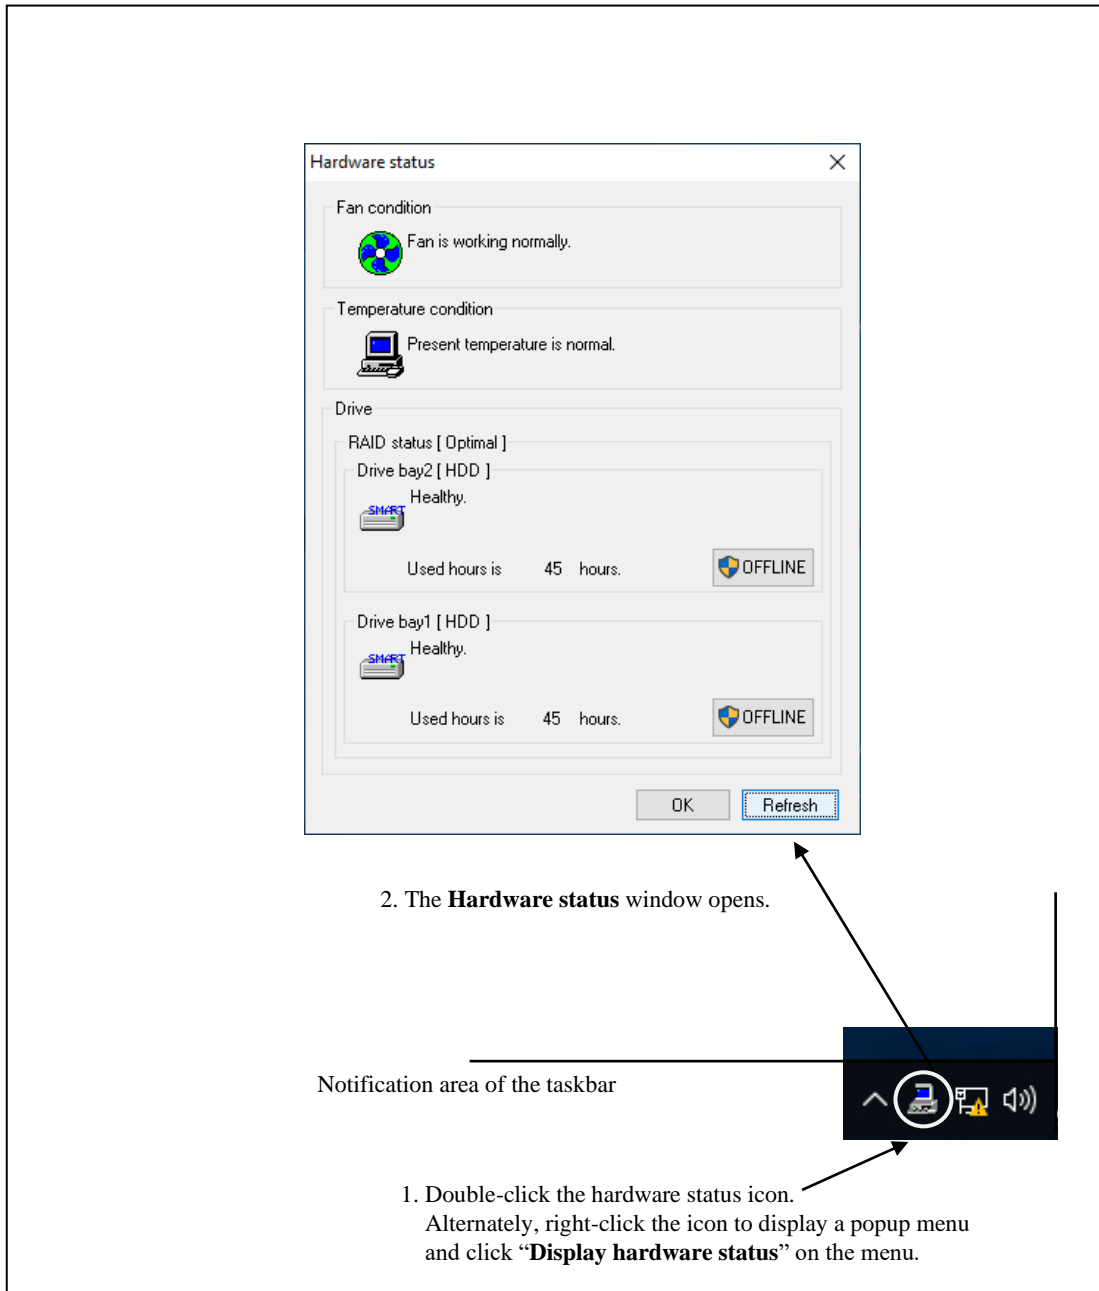 Hardware status
Fan condition
Fan is working normally.
Temperature condition
Present temperature is normal.
Drive
RAID status [ Optimal ]
Drive bay2 [ HDD ]
SMART
Healthy.
Used hours is 45 hours.
OFFLINE
Drive bay1 [ HDD ]
SMART
Healthy.
Used hours is 45 hours.
OFFLINE
OK
Refresh
2. The Hardware status window opens.
Notification area of the taskbar
1. Double-click the hardware status icon.
Alternately, right-click the icon to display a popup menu
and click “Display hardware status” on the menu.